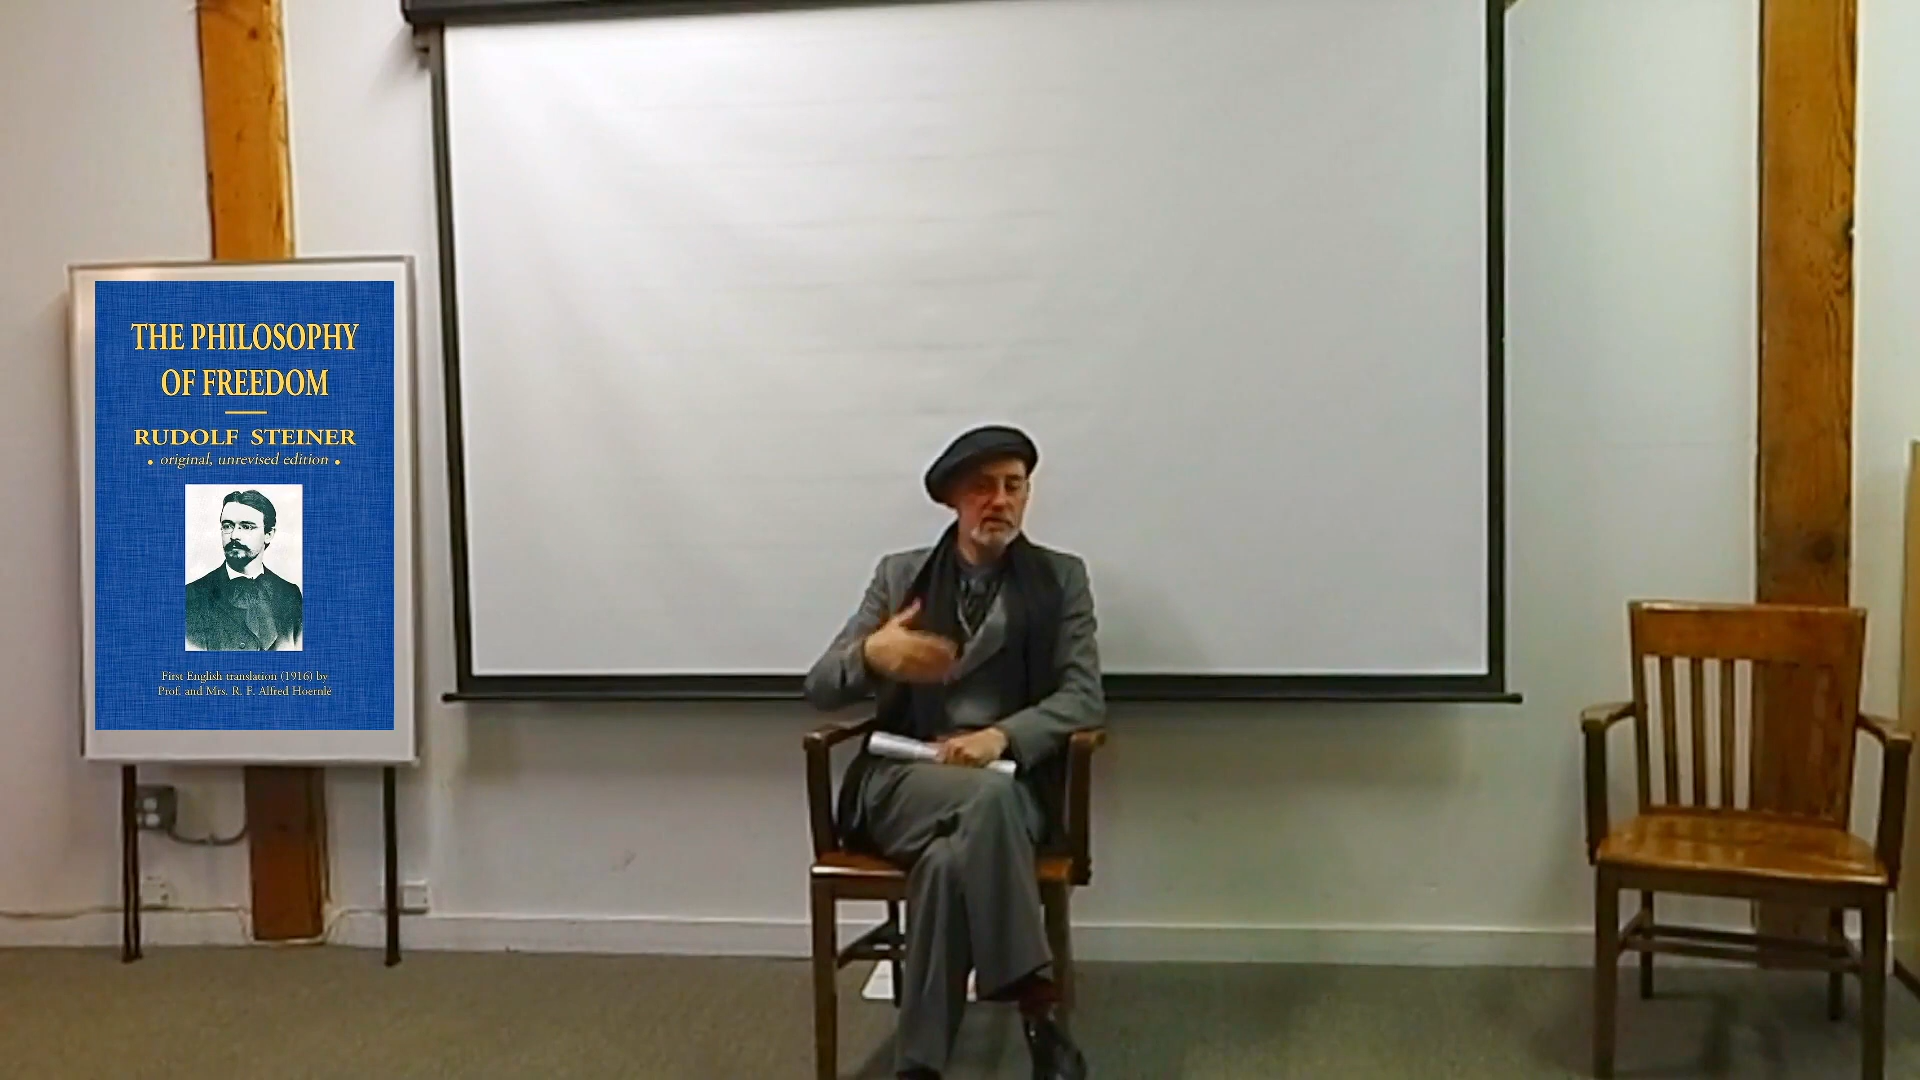 THE PHILOSOPHY
OF FREEDOM
RUDOLF STEINER
• original, unrevised edition •
First English translation (1916) by
Prof. and Mrs. R. F. Alfred Hoernlé